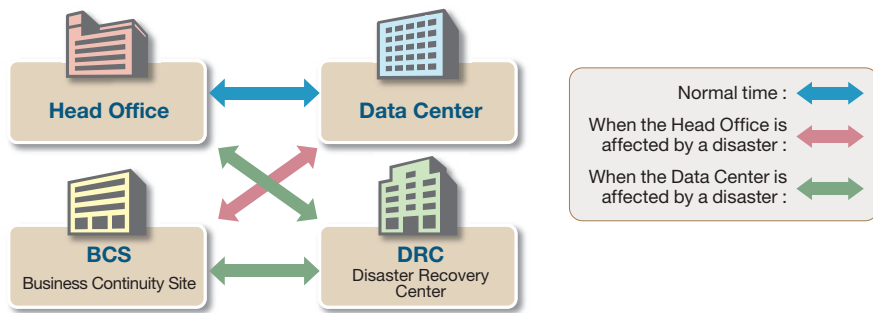 Head Office
Data Center
BCS
Business Continuity Site
DRC
Disaster Recovery
Center
Normal time :
When the Head Office is
affected by a disaster :
When the Data Center is
affected by a disaster :